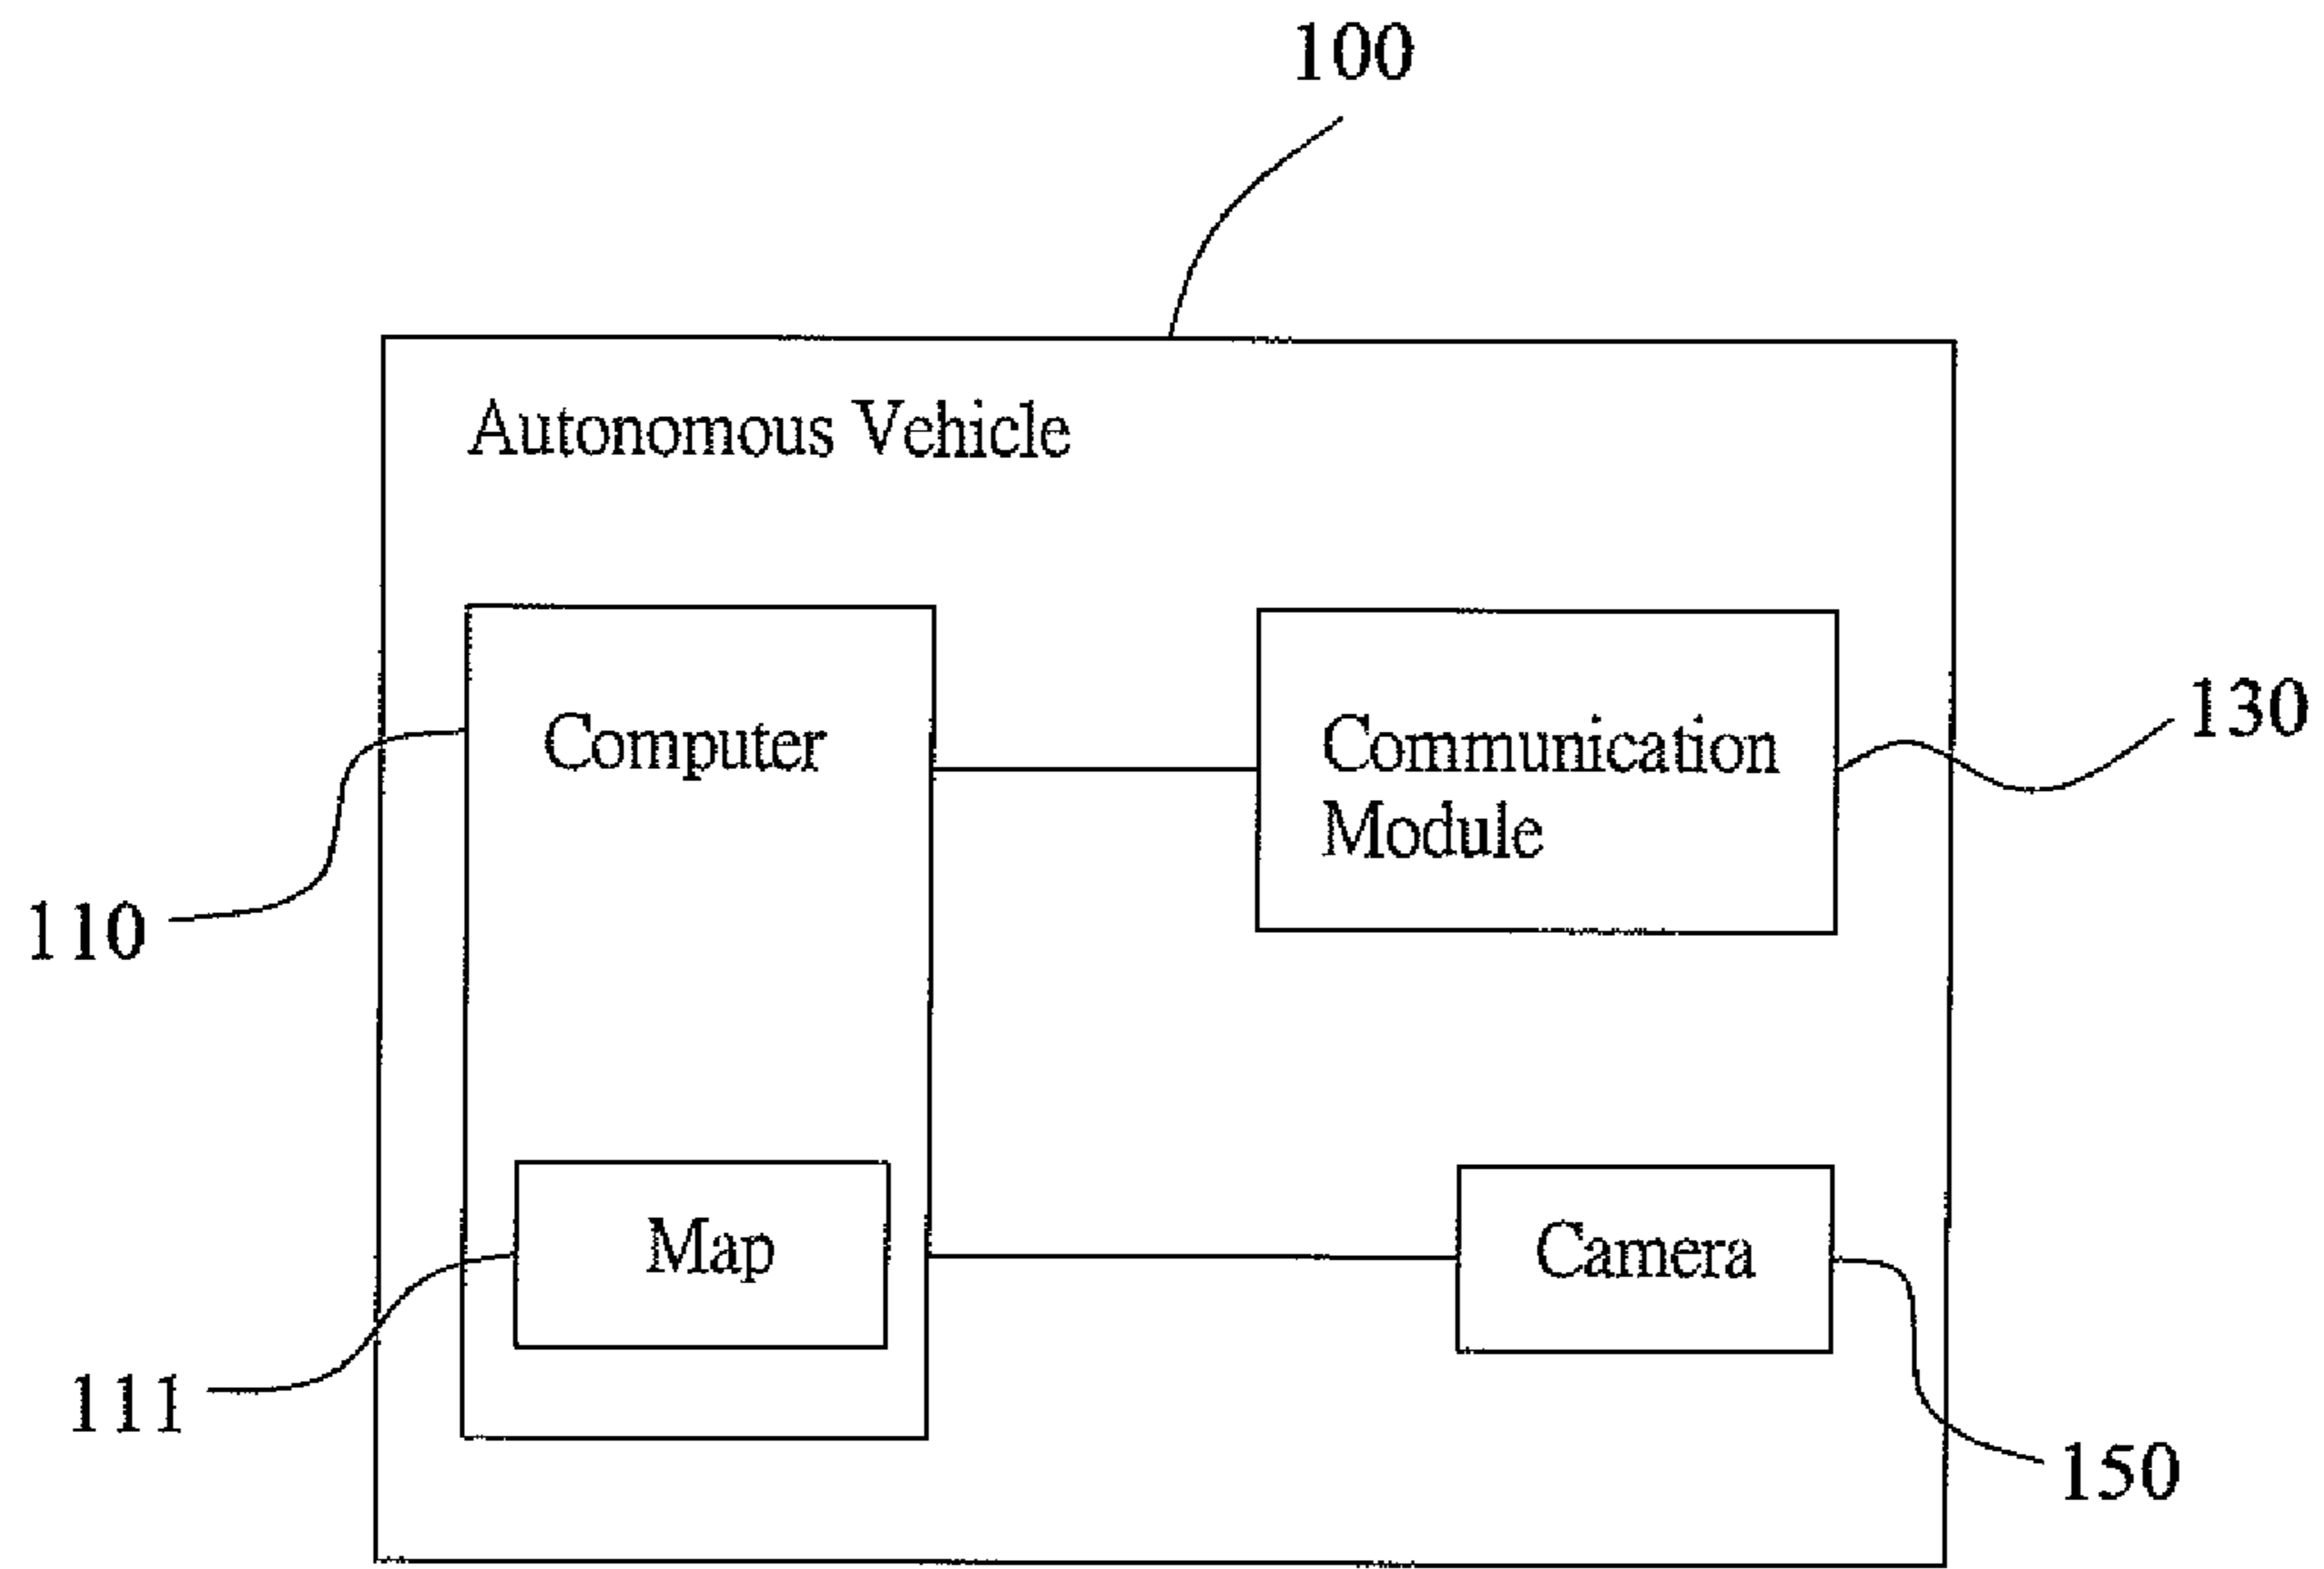 100
Autonomous Vehicle
Computer
Communication
Module
130
110
Map
Camera
111
150